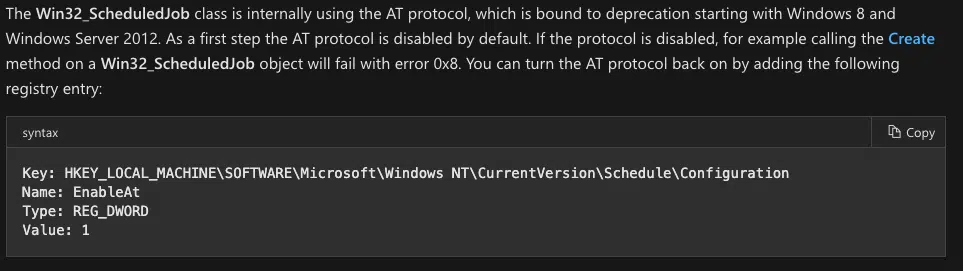 The Win32_ScheduledJob class is internally using the AT protocol, which is bound to deprecation starting with Windows 8 and
Windows Server 2012. As a first step the AT protocol is disabled by default. If the protocol is disabled, for example calling the Create
method on a Win32_ScheduledJob object will fail with error 0x8. You can turn the AT protocol back on by adding the following
registry entry:
syntax
Copy
Key: HKEY_LOCAL_MACHINE\SOFTWARE\Microsoft\Windows NT\CurrentVersion\Schedule\Configuration
Name: EnableAt
Type: REG_DWORD
Value: 1